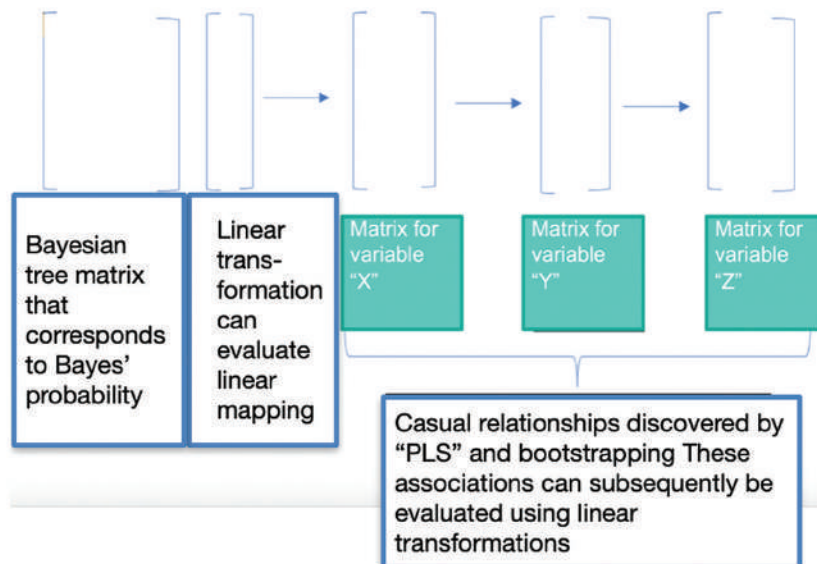 Bayesian
tree matrix
that
corresponds
to Bayes'
probability
Linear
trans-
formation
can
evaluate
linear
mapping
Matrix for
variable
“X”
Matrix for
variable
“Y”
Matrix for
variable
“Z”
Casual relationships discovered by
“PLS” and bootstrapping These
associations can subsequently be
evaluated using linear
transformations